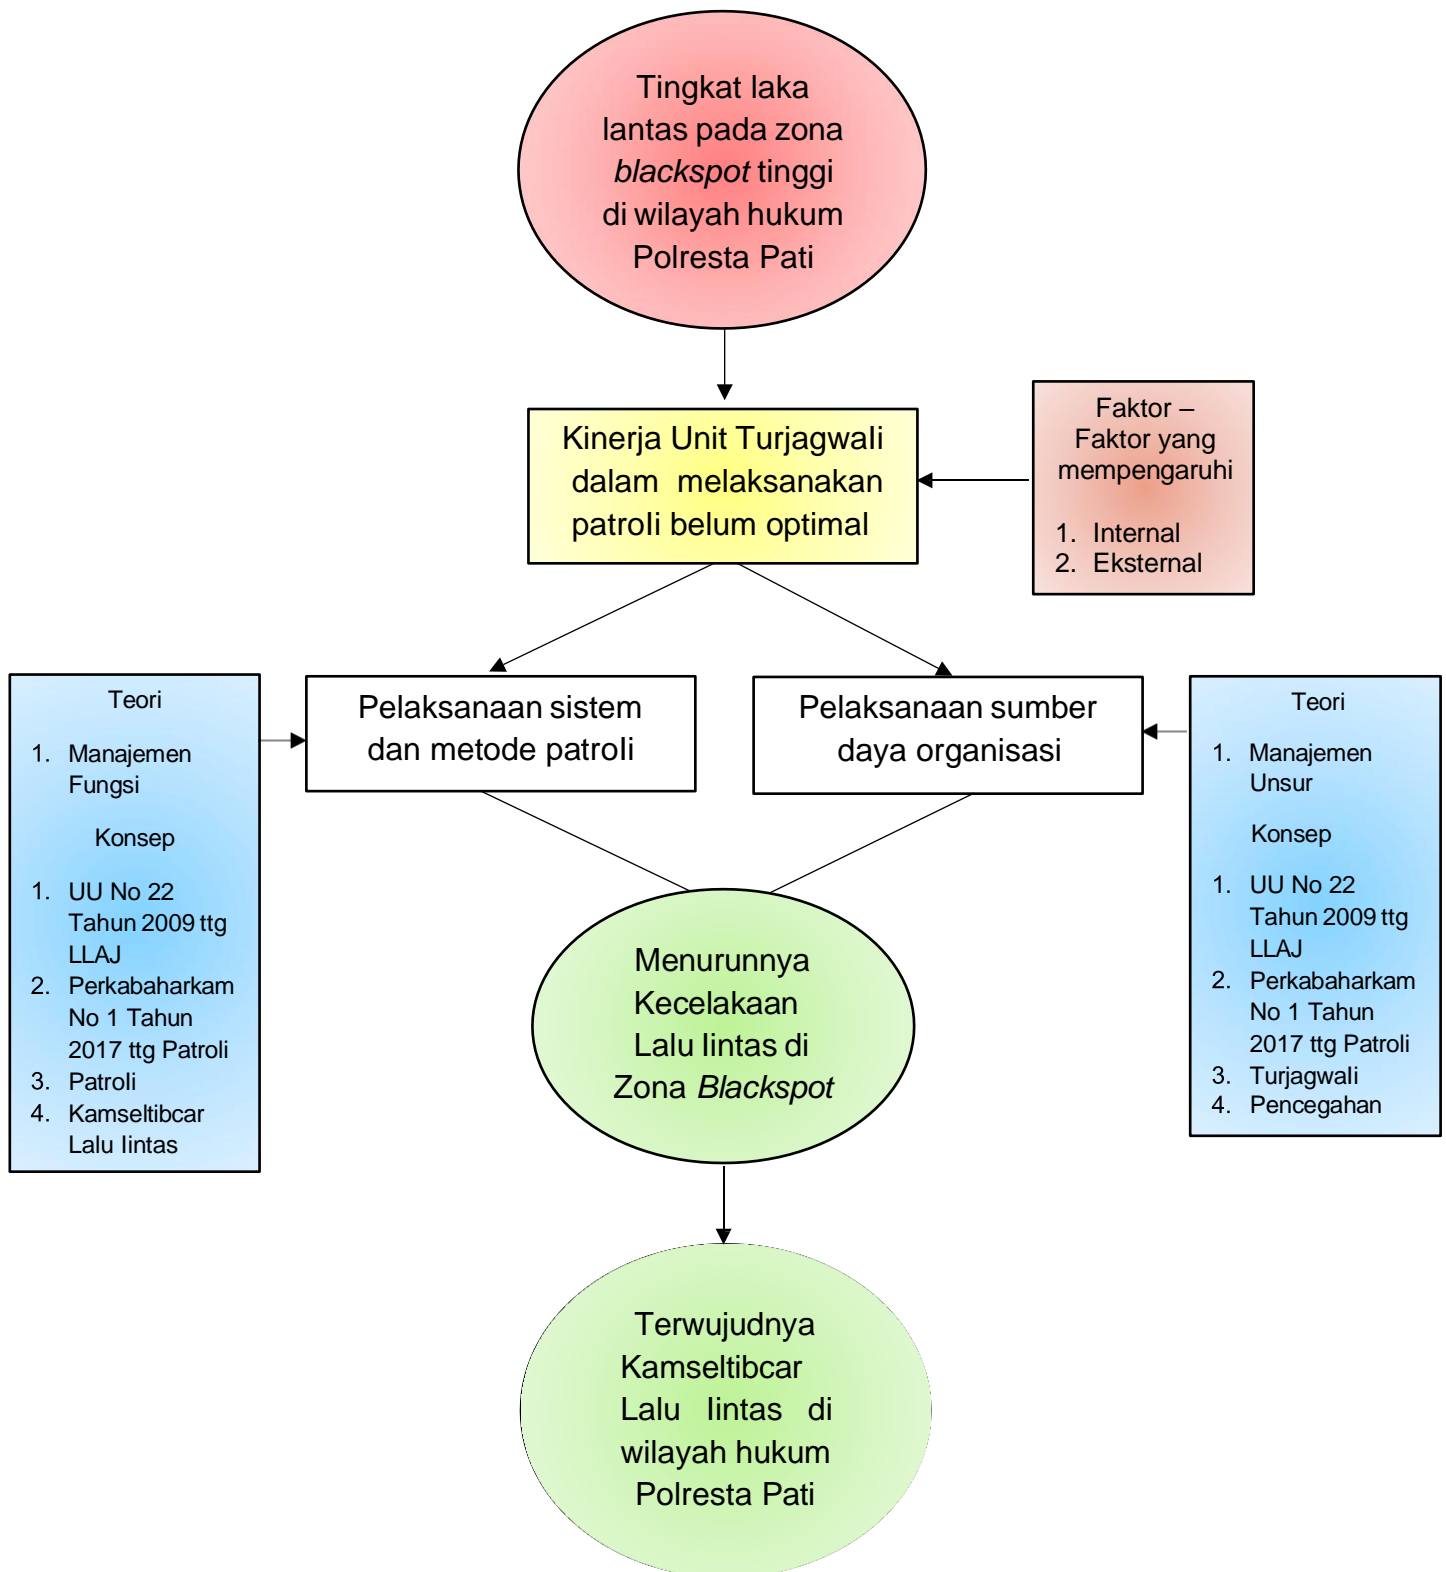 Tingkat laka
lantas pada zona
blackspot tinggi
di wilayah hukum
Polresta Pati
Kinerja Unit Turjagwali
dalam melaksanakan
patroli belum optimal
Faktor –
Faktor yang
mempengaruhi
1. Internal
2. Eksternal
Teori
1. Manajemen
Fungsi
Konsep
1. UU No 22
Tahun 2009 ttg
LLAJ
2. Perkabaharkam
No 1 Tahun
2017 ttg Patroli
3. Patroli
4. Kamseltibcar
Lalu lintas
Pelaksanaan sistem
dan metode patroli
Pelaksanaan sumber
daya organisasi
Teori
1. Manajemen
Unsur
Konsep
1. UU No 22
Tahun 2009 ttg
LLAJ
2. Perkabaharkam
No 1 Tahun
2017 ttg Patroli
3. Turjagwali
4. Pencegahan
Menurunnya
Kecelakaan
Lalu lintas di
Zona Blackspot
Terwujudnya
Kamseltibcar
Lalu lintas di
wilayah hukum
Polresta Pati